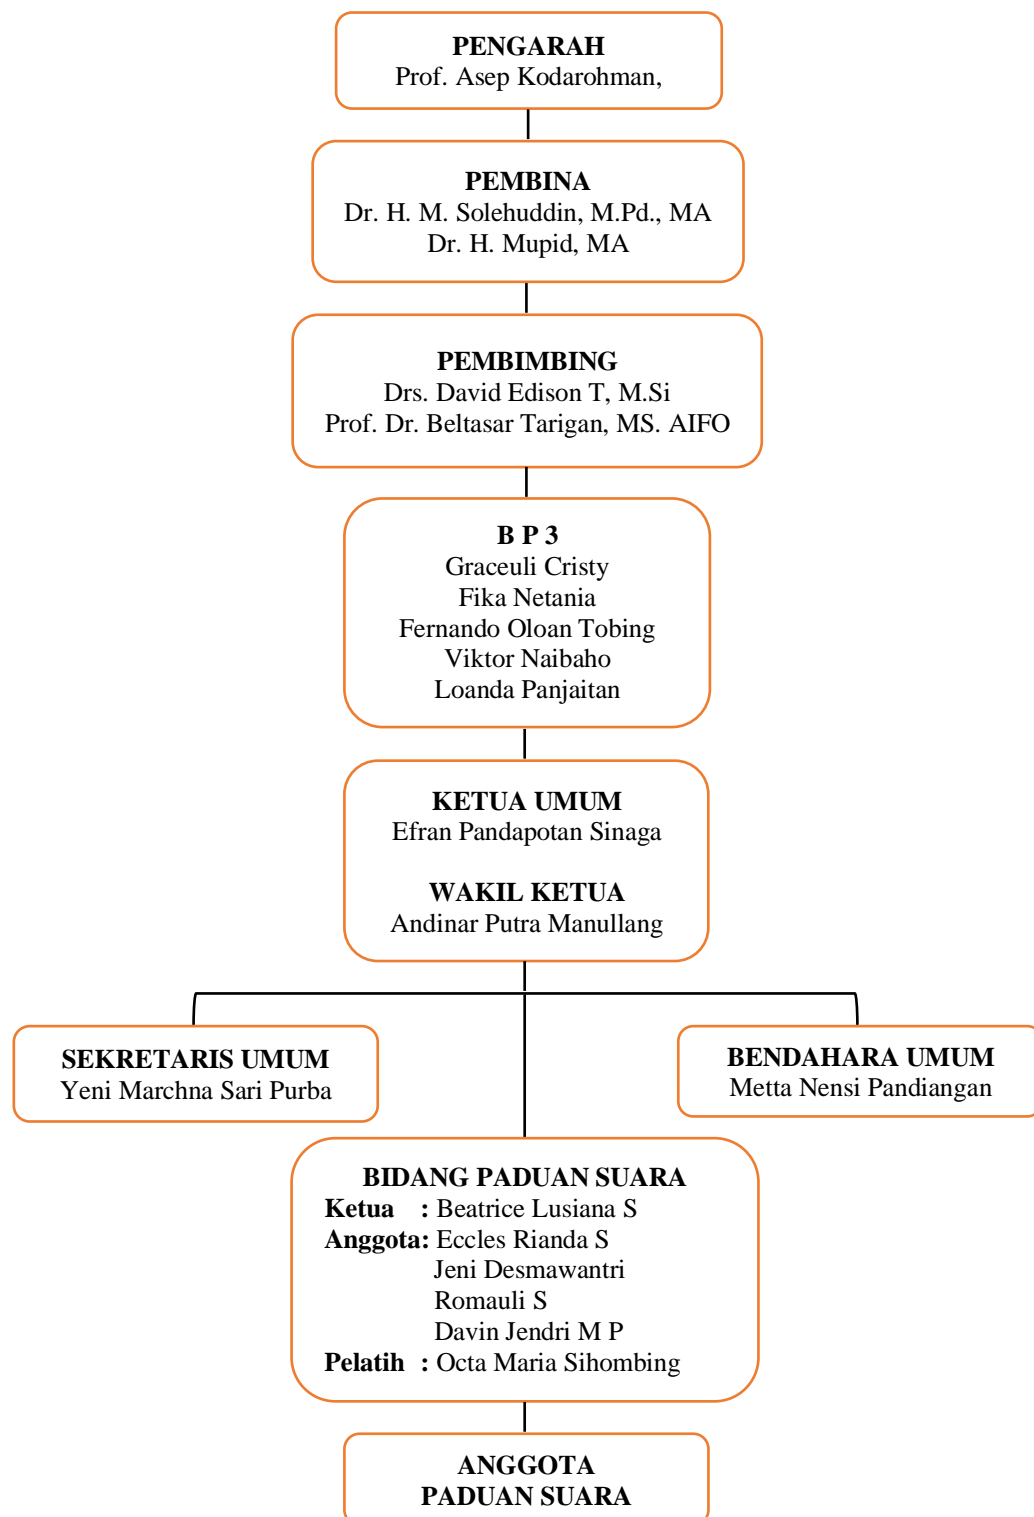 PENGARAH
Prof. Asep Kodarohman,
PEMBINA
Dr. H. M. Solehuddin, M.Pd., MA
Dr. H. Mupid, MA
PEMBIMBING
Drs. David Edison T, M.Si
Prof. Dr. Beltasar Tarigan, MS. AIFO
B P 3
Graceuli Cristy
Fika Netania
Fernando Oloan Tobing
Viktor Naibaho
Loanda Panjaitan
KETUA UMUM
Efran Pandapotan Sinaga
WAKIL KETUA
Andinar Putra Manullang
SEKRETARIS UMUM
Yeni Marchna Sari Purba
BENDAHARA UMUM
Metta Nensi Pandiangan
BIDANG PADUAN SUARA
Ketua : Beatrice Lusiana S
Anggota: Eccles Rianda S
Jeni Desmawantri
Romauli S
Davin Jendri M P
Pelatih : Octa Maria Sihombing
ANGGOTA
PADUAN SUARA